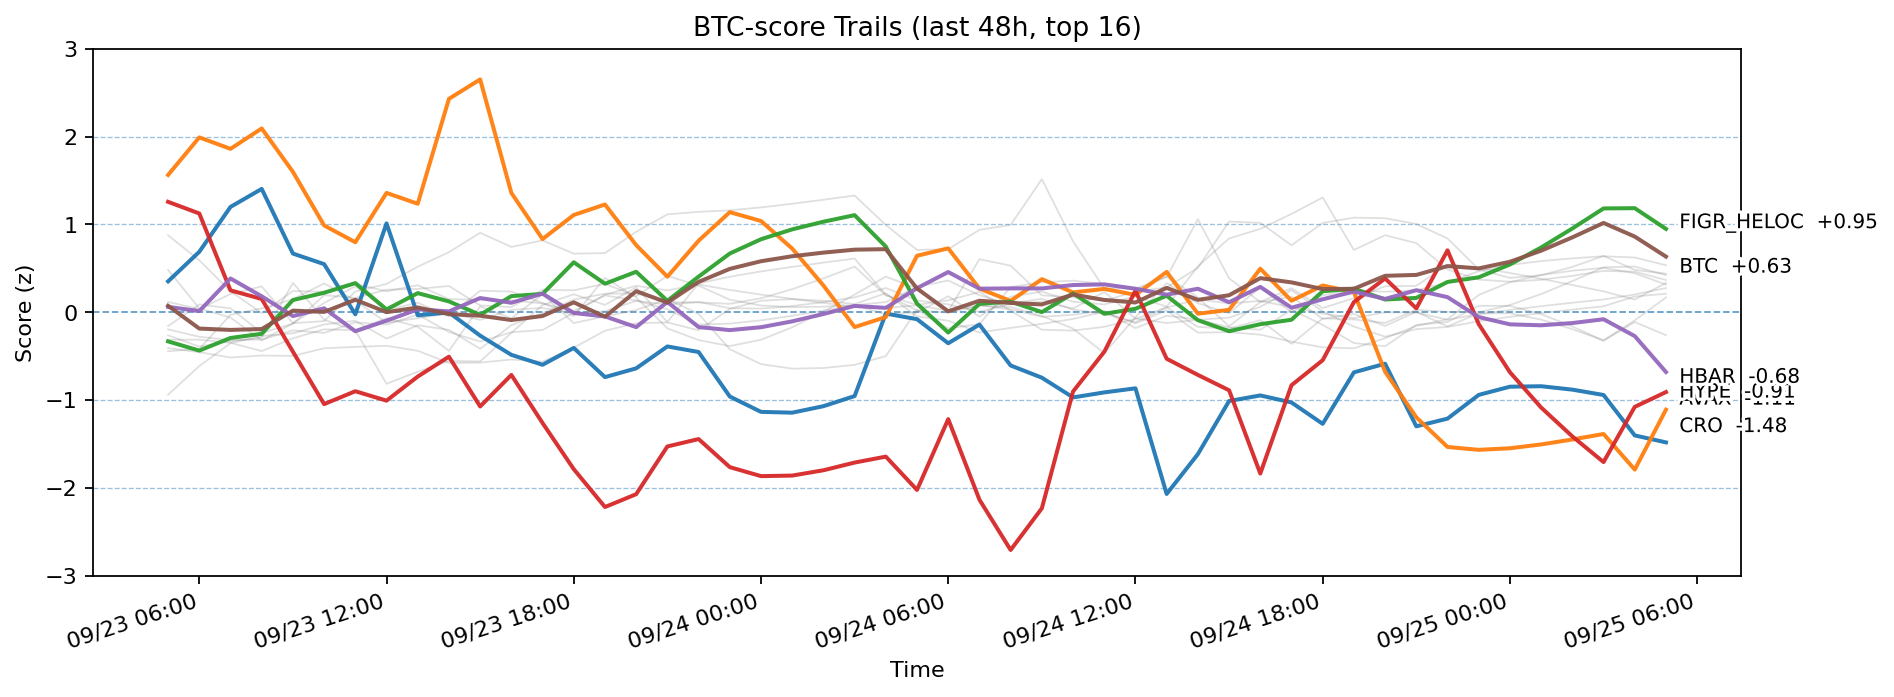 BTC-score Trails (last 48h, top 16)
Score (z)
3
2
1
0
−1
−2
−3
FIGR_HELOC +0.95
BTC +0.63
HBAR -0.68
HYPE -0.91
CRO -1.48
09/23 06:00
09/23 12:00
09/23 18:00
09/24 00:00
09/24 06:00
09/24 12:00
09/24 18:00
09/25 00:00
09/25 06:00
Time